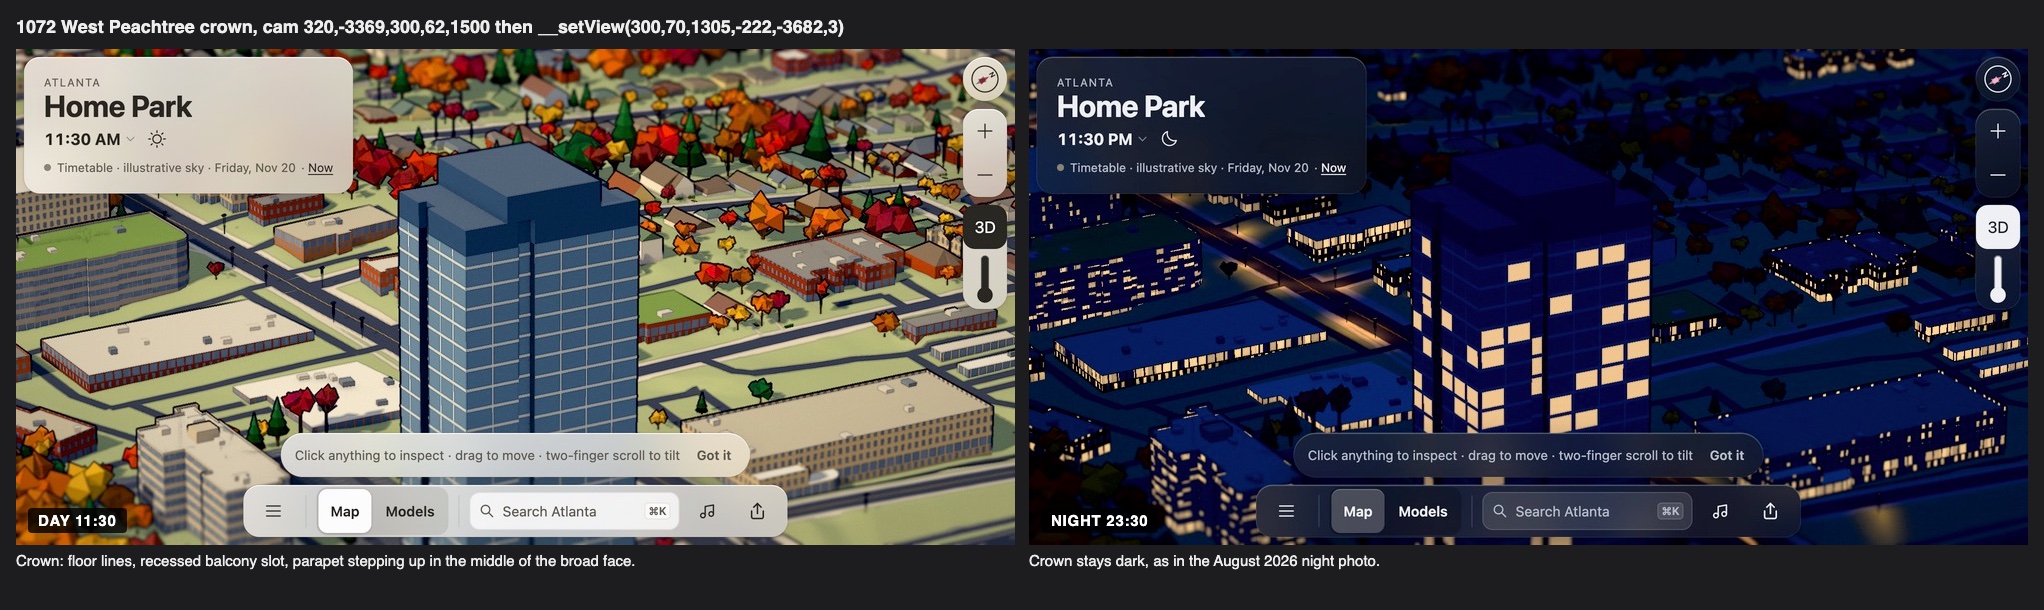 1072 West Peachtree crown, cam 320,-3369,300,62,1500 then __setView(300,70,1305,-222,-3682,3)
ATLANTA
Home Park
11:30 AM
Timetable · illustrative sky · Friday, Nov 20 · Now
3D
Click anything to inspect · drag to move · two-finger scroll to tilt Got it
Map Models Search Atlanta ⌘K
DAY 11:30
Crown: floor lines, recessed balcony slot, parapet stepping up in the middle of the broad face.
ATLANTA
Home Park
11:30 PM
Timetable · illustrative sky · Friday, Nov 20 · Now
3D
Click anything to inspect · drag to move · two-finger scroll to tilt Got it
Map Models Search Atlanta ⌘K
NIGHT 23:30
Crown stays dark, as in the August 2026 night photo.